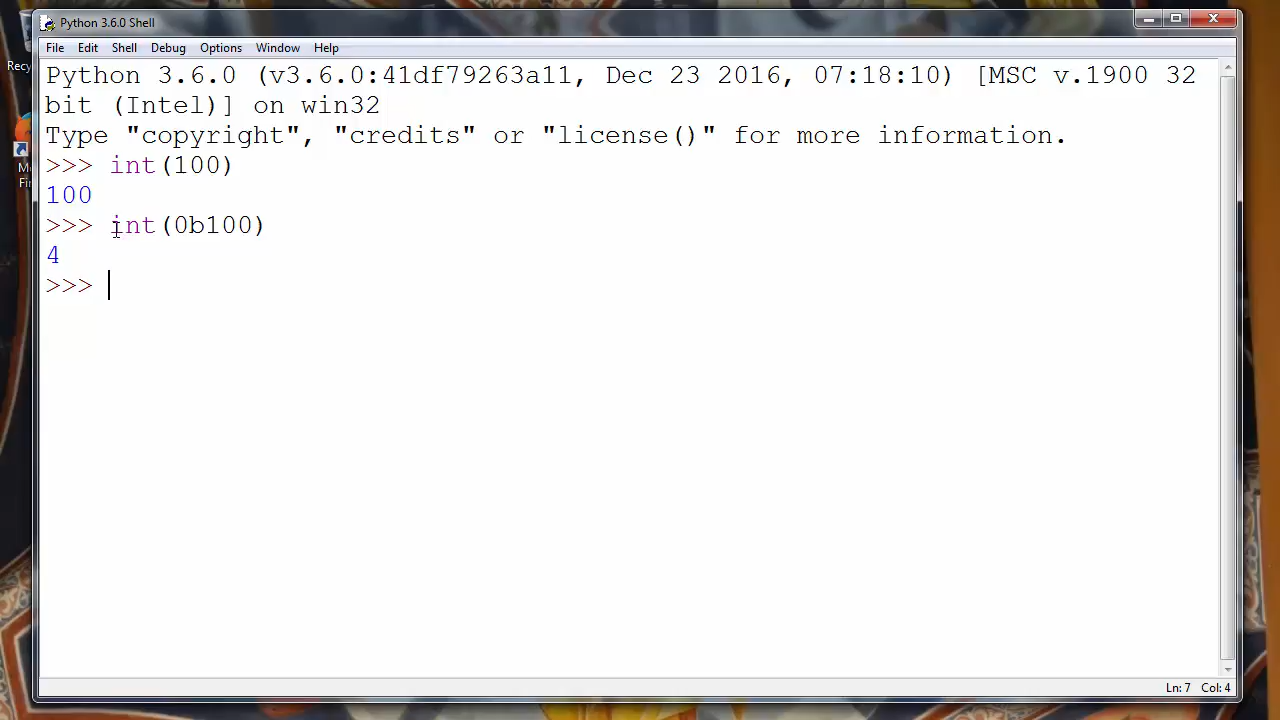 Python 3.6.0 Shell
File Edit Shell Debug Options Window Help
Python 3.6.0 (v3.6.0:41df79263a11, Dec 23 2016, 07:18:10) [MSC v.1900 32
bit (Intel)] on win32
Type "copyright", "credits" or "license()" for more information.
>>> int(100)
100
>>> int(0b100)
4
>>>
Ln: 7 Col: 4
Recy